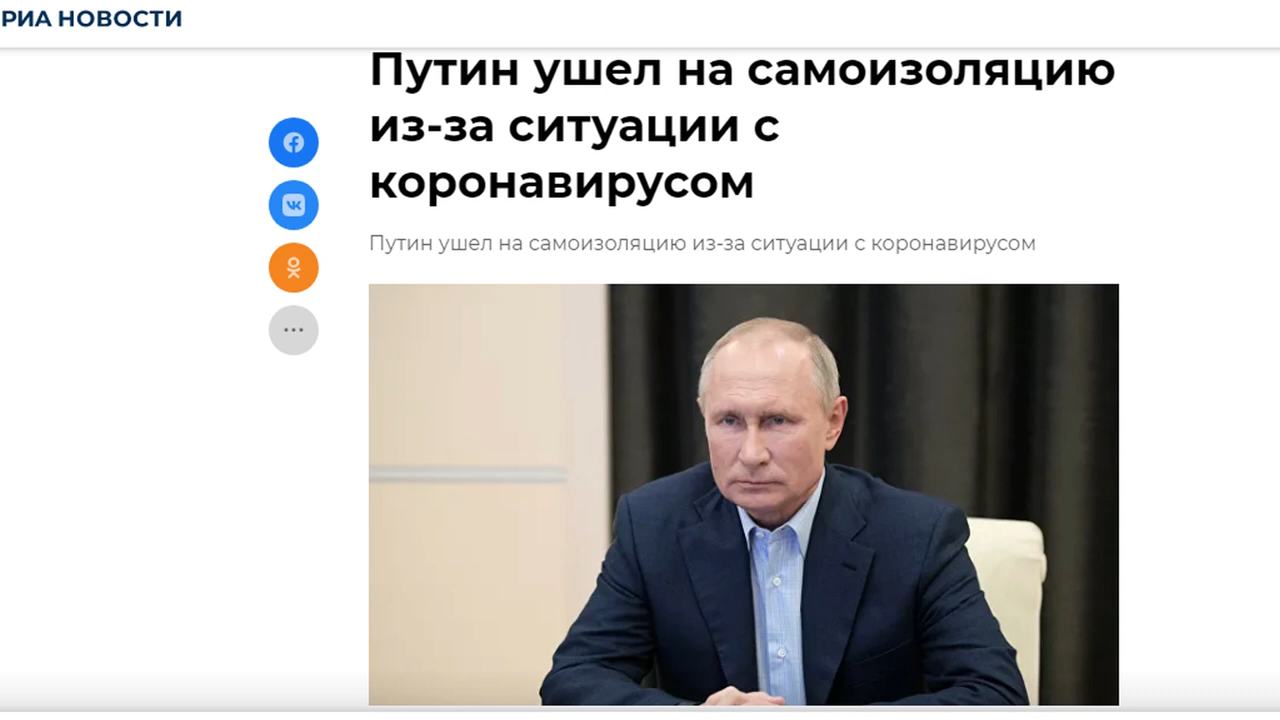 РИА НОВОСТИ
Путин ушел на самоизоляцию
из-за ситуации с
коронавирусом
Путин ушел на самоизоляцию из-за ситуации с коронавирусом